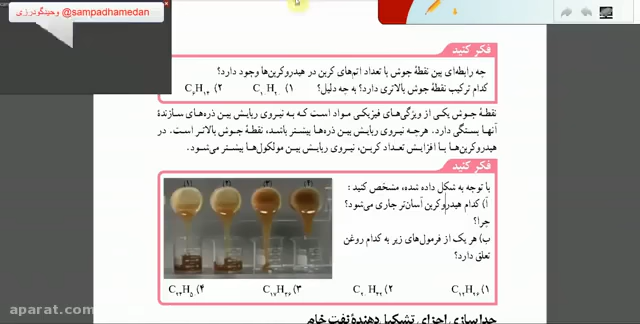 وحیدگودرزی @sampadhamedan
فکر کنید
چه رابطه‌ای بین نقطهٔ جوش با تعداد اتم‌های کربن در هیدروکربن‌ها وجود دارد؟
کدام ترکیب نقطهٔ جوش بالاتری دارد؟ به چه دلیل؟
نقطهٔ جوش یکی از ویژگی‌های فیزیکی مواد است که به نیروی ربایش بین ذره‌های سازندهٔ
آنها بستگی دارد. هرچه نیروی ربایش بین ذره‌ها بیشتر باشد، نقطهٔ جوش بالاتر است. در
هیدروکربن‌ها با افزایش تعداد کربن، نیروی ربایش بین مولکول‌ها بیشتر می‌شود.
فکر کنید
با توجه به شکل داده شده، مشخص کنید :
آ) کدام هیدروکربن آسان‌تر جاری می‌شود؟
چرا؟
ب) هر یک از فرمول‌های زیر به کدام روغن
تعلق دارد؟
جداسازی اجزای تشکیل دهندهٔ نفت خام
aparat.com